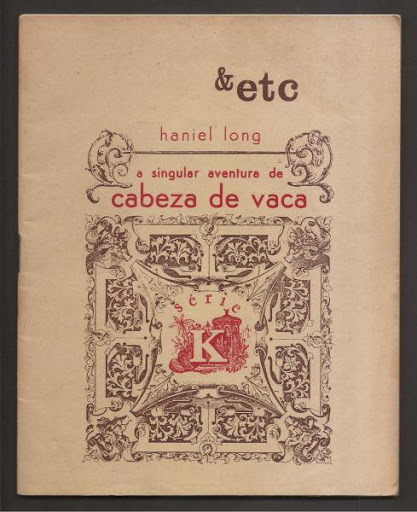 & etc
haniel long
a singular aventura de
cabeza de vaca
série
K